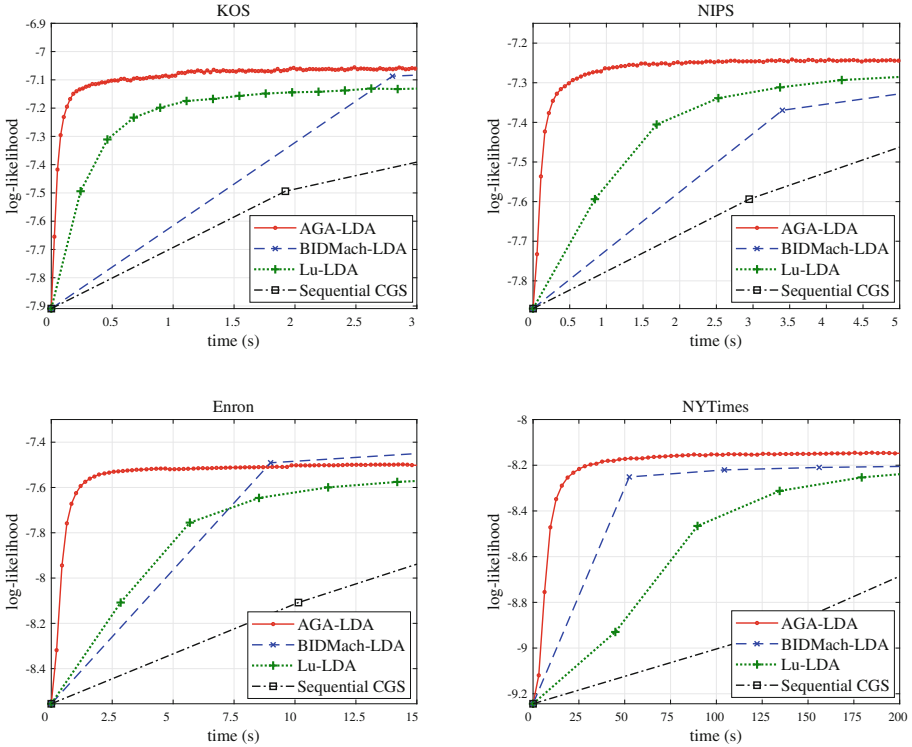 KOS
-6.9
-7
-7.1
-7.2
-7.3
-7.4
-7.5
-7.6
-7.7
-7.8
-7.9
log-likelihood
AGA-LDA
BIDMach-LDA
Lu-LDA
Sequential CGS
0 0.5 1 1.5 2 2.5 3
time (s)
NIPS
-7.2
-7.3
-7.4
-7.5
-7.6
-7.7
-7.8
log-likelihood
AGA-LDA
BIDMach-LDA
Lu-LDA
Sequential CGS
0 0.5 1 1.5 2 2.5 3 3.5 4 4.5 5
time (s)
Enron
-7.4
-7.6
-7.8
-8
-8.2
-8.4
log-likelihood
AGA-LDA
BIDMach-LDA
Lu-LDA
Sequential CGS
0 2.5 5 7.5 10 12.5 15
time (s)
NYTimes
-8
-8.2
-8.4
-8.6
-8.8
-9
-9.2
log-likelihood
AGA-LDA
BIDMach-LDA
Lu-LDA
Sequential CGS
0 25 50 75 100 125 150 175 200
time (s)